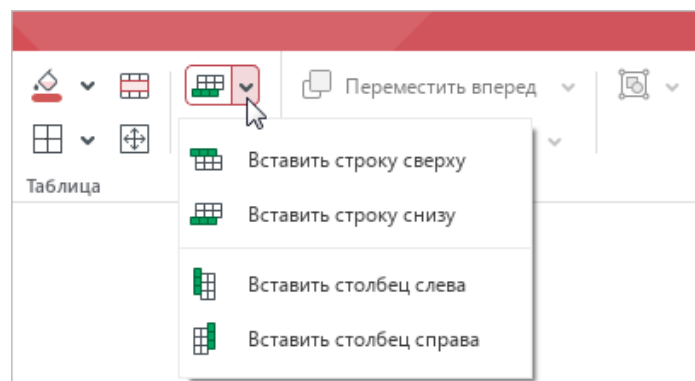 Переместить вперед
Таблица
Вставить строку сверху
Вставить строку снизу
Вставить столбец слева
Вставить столбец справа